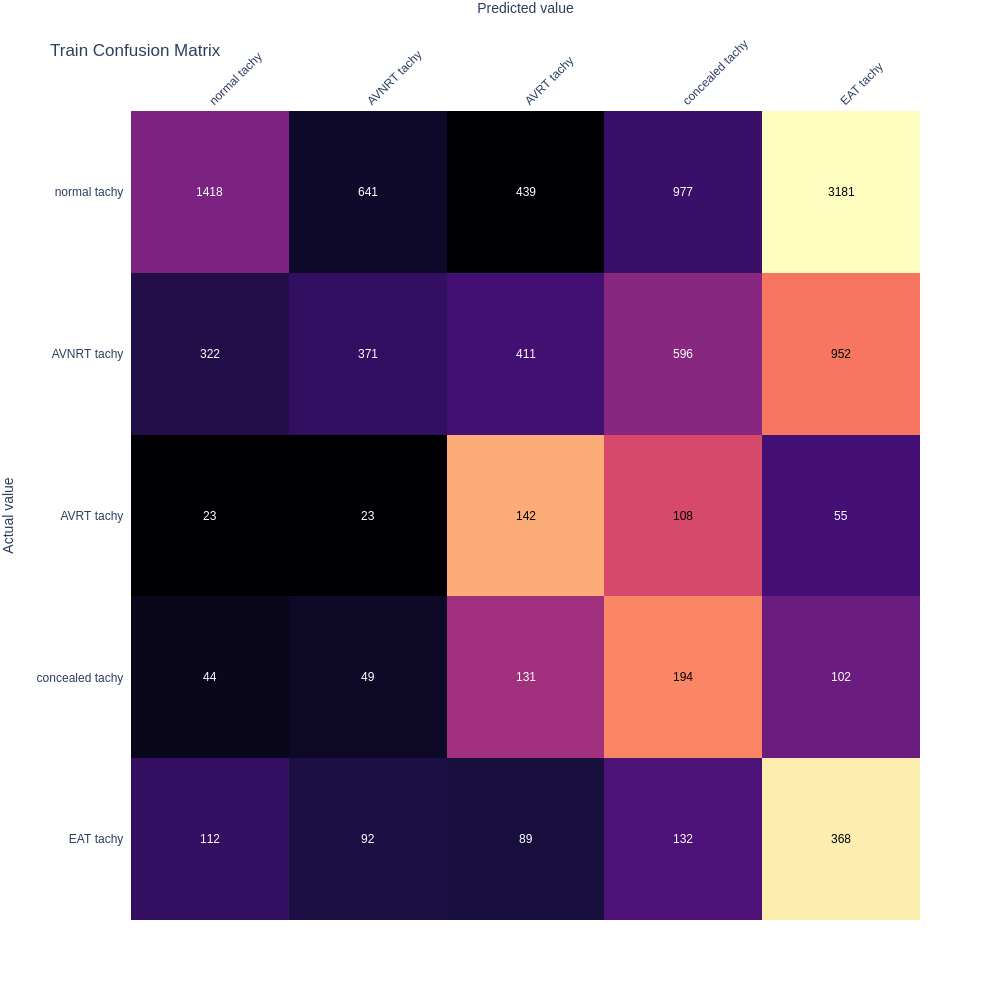 Predicted value
Train Confusion Matrix
normal tachy
AVNRT tachy
AVRT tachy
concealed tachy
EAT tachy
normal tachy 1418 641 439 977 3181
AVNRT tachy 322 371 411 596 952
Actual value
AVRT tachy 23 23 142 108 55
concealed tachy 44 49 131 194 102
EAT tachy 112 92 89 132 368